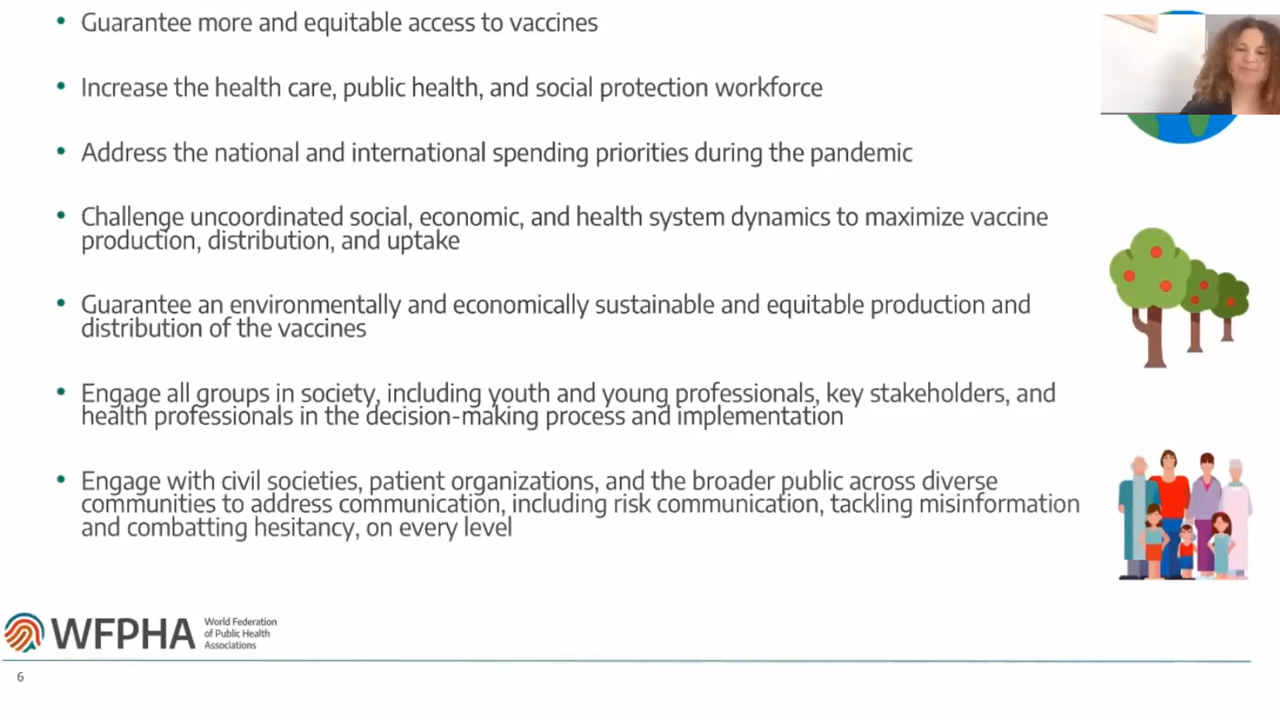 • Guarantee more and equitable access to vaccines
• Increase the health care, public health, and social protection workforce
• Address the national and international spending priorities during the pandemic
• Challenge uncoordinated social, economic, and health system dynamics to maximize vaccine
production, distribution, and uptake
• Guarantee an environmentally and economically sustainable and equitable production and
distribution of the vaccines
• Engage all groups in society, including youth and young professionals, key stakeholders, and
health professionals in the decision-making process and implementation
• Engage with civil societies, patient organizations, and the broader public across diverse
communities to address communication, including risk communication, tackling misinformation
and combatting hesitancy, on every level
WFPHA
World Federation
of Public Health
Associations
6